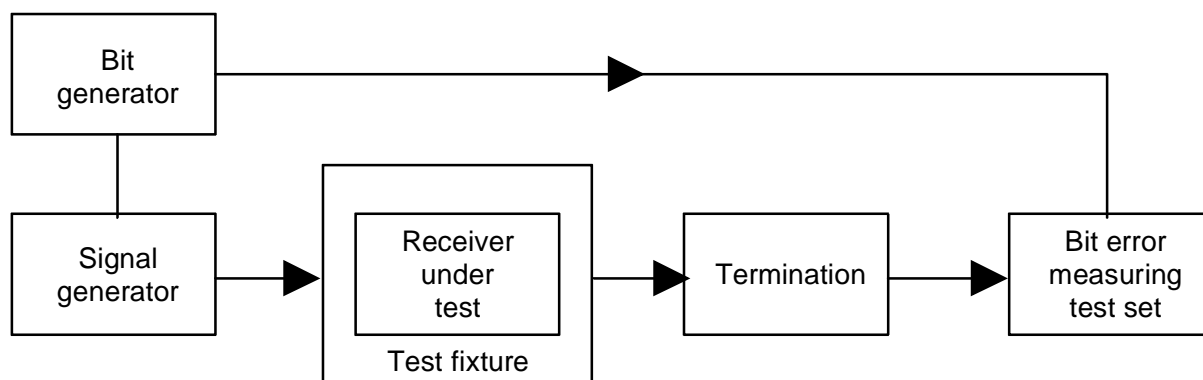 Bit
generator
Signal
generator
Receiver
under
test
Test fixture
Termination
Bit error
measuring
test set